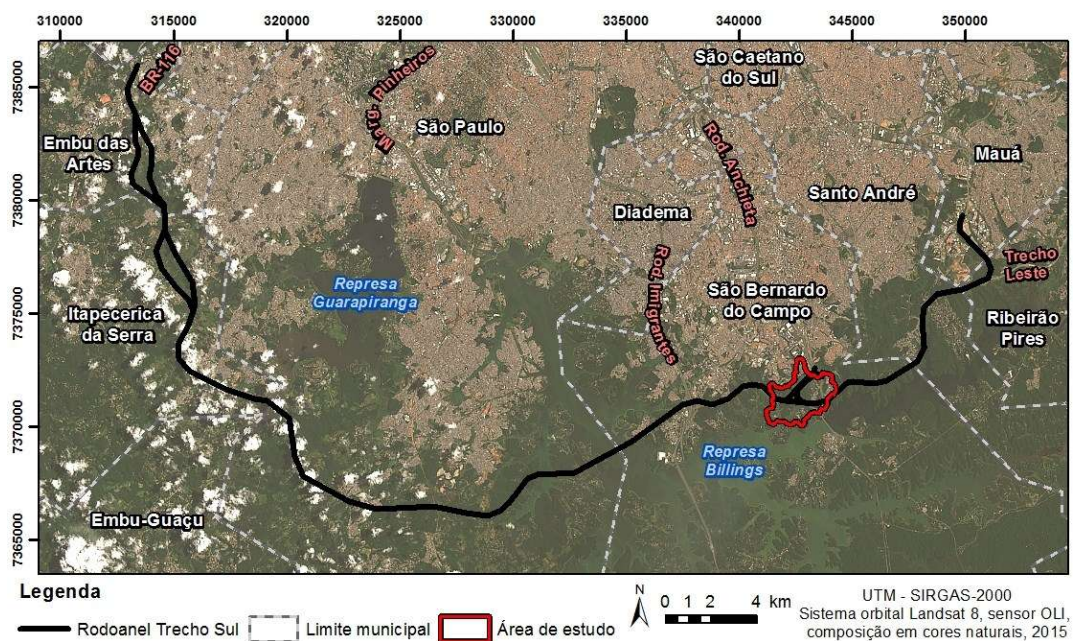 310000 315000 320000 325000 330000 335000 340000 345000 350000
7385000
7380000
7375000
7370000
7365000
BR-116
Marg. Pinheiros
São Paulo
São Caetano
do Sul
Embu das
Artes
Rod. Anchieta
Mauá
Santo André
Diadema
Rod. Imigrantes
Trecho
Leste
Represa
Guarapiranga
São Bernardo
do Campo
Itapecerica
da Serra
Ribeirão
Pires
Represa
Billings
Embu-Guaçu
Legenda
Rodoanel Trecho Sul
Limite municipal
Área de estudo
N
0 1 2 4 km
UTM - SIRGAS-2000
Sistema orbital Landsat 8, sensor OLI,
composição em cores naturais, 2015